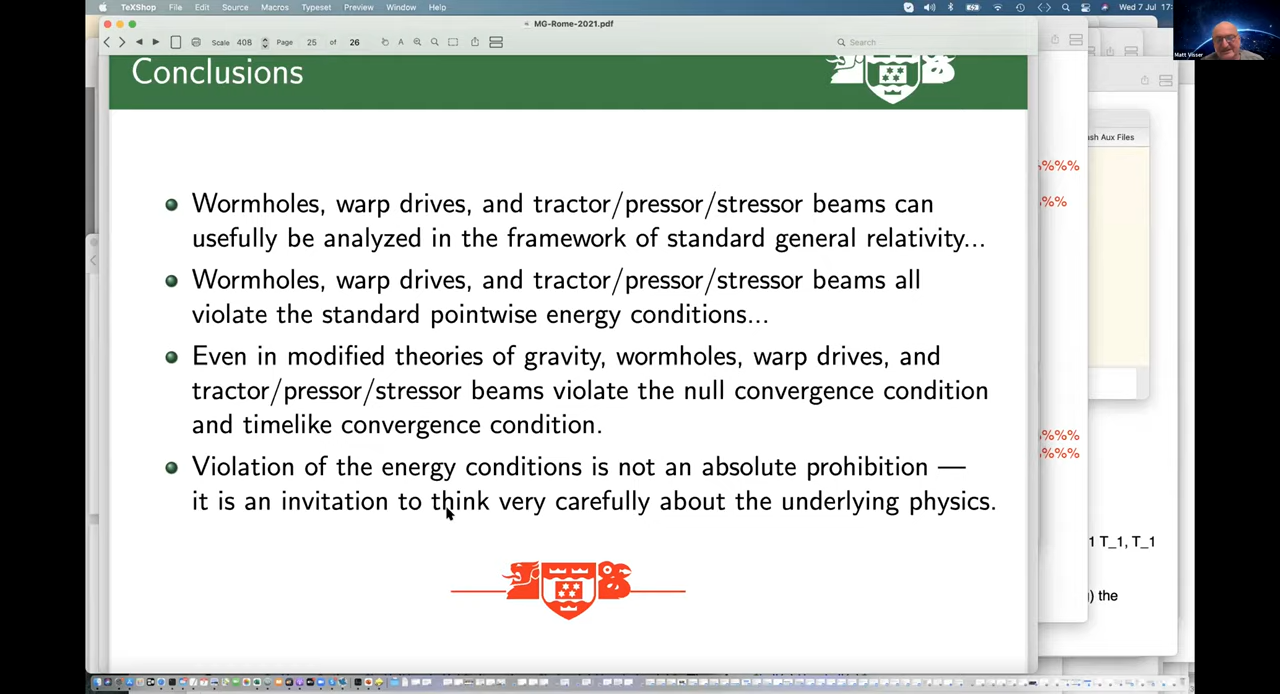 TeXShop File Edit Source Macros Typeset Preview Window Help Wed 7 Jul 17:
MG-Rome-2021.pdf
Scale 408 Page 25 of 26 A Search
Matt Visser
Conclusions
Aux Files
%%%
%%
Wormholes, warp drives, and tractor/pressor/stressor beams can
usefully be analyzed in the framework of standard general relativity...
Wormholes, warp drives, and tractor/pressor/stressor beams all
violate the standard pointwise energy conditions...
Even in modified theories of gravity, wormholes, warp drives, and
tractor/pressor/stressor beams violate the null convergence condition
and timelike convergence condition.
%%%
%%%
Violation of the energy conditions is not an absolute prohibition —
it is an invitation to think very carefully about the underlying physics.
1 T_1, T_1
) the